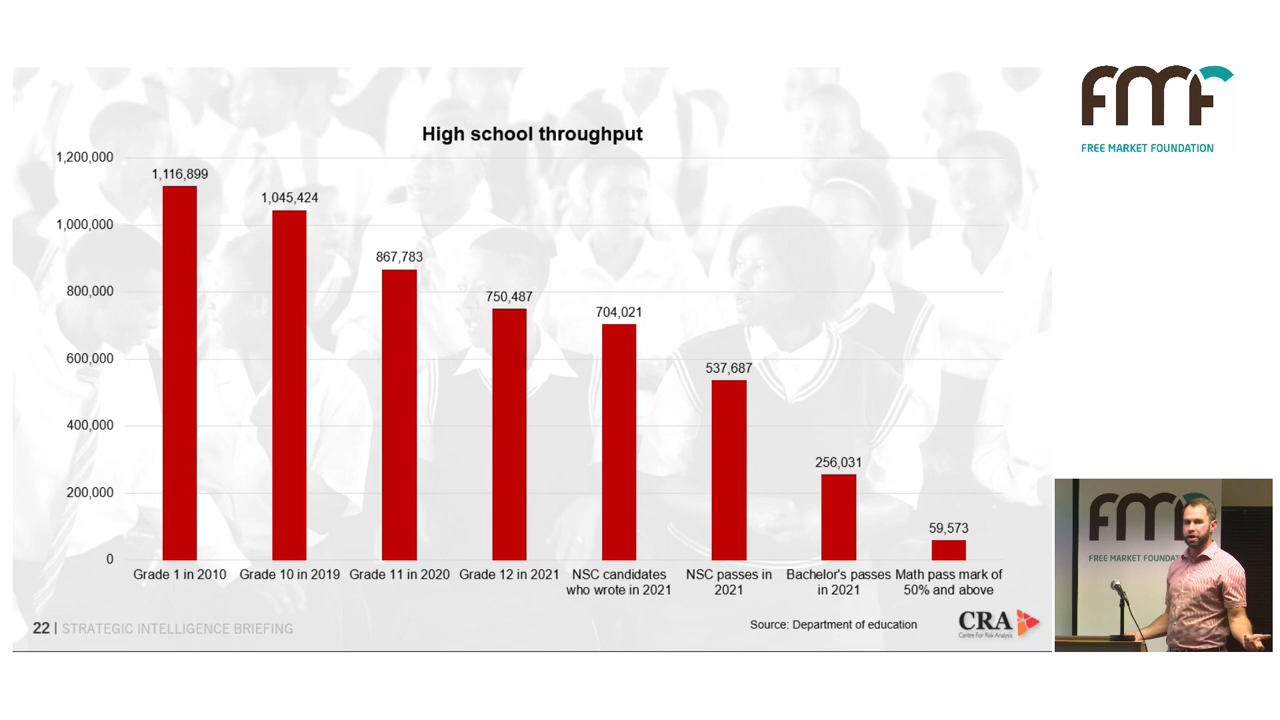 High school throughput
1,200,000
1,000,000
800,000
600,000
400,000
200,000
0
1,116,899
1,045,424
867,783
750,487
704,021
537,687
256,031
59,573
Grade 1 in 2010
Grade 10 in 2019
Grade 11 in 2020
Grade 12 in 2021
NSC candidates
who wrote in 2021
NSC passes in
2021
Bachelor's passes
in 2021
Math pass mark of
50% and above
22 | STRATEGIC INTELLIGENCE BRIEFING
Source: Department of education
CRA
Centre For Risk Analysis
FMF
FREE MARKET FOUNDATION
FMF
FREE MARKET FOUNDAT